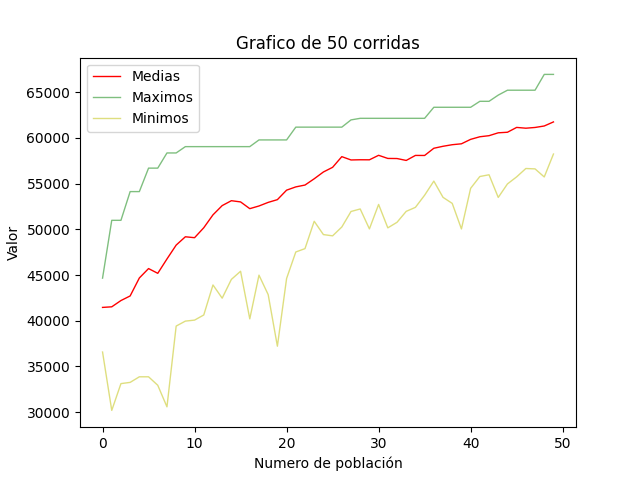 Grafico de 50 corridas
Medias
Maximos
Minimos
65000
60000
55000
50000
45000
40000
35000
30000
Valor
0 10 20 30 40 50
Numero de población